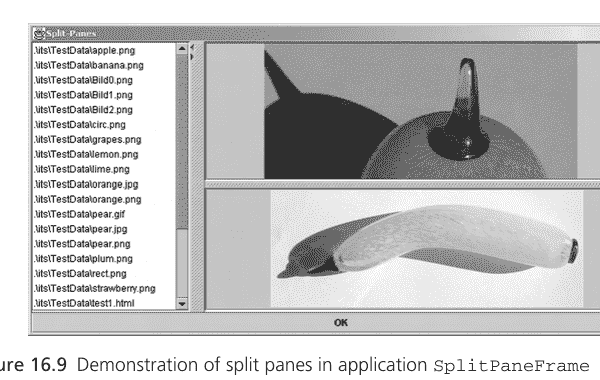 Split-Panes
.\its\TestData\apple.png
.\its\TestData\banana.png
.\its\TestData\Bild0.png
.\its\TestData\Bild1.png
.\its\TestData\Bild2.png
.\its\TestData\circ.png
.\its\TestData\grapes.png
.\its\TestData\lemon.png
.\its\TestData\lime.png
.\its\TestData\orange.jpg
.\its\TestData\orange.png
.\its\TestData\pear.gif
.\its\TestData\pear.jpg
.\its\TestData\pear.png
.\its\TestData\plum.png
.\its\TestData\rect.png
.\its\TestData\strawberry.png
.\its\TestData\test1.html
OK
ure 16.9 Demonstration of split panes in application SplitPaneFrame